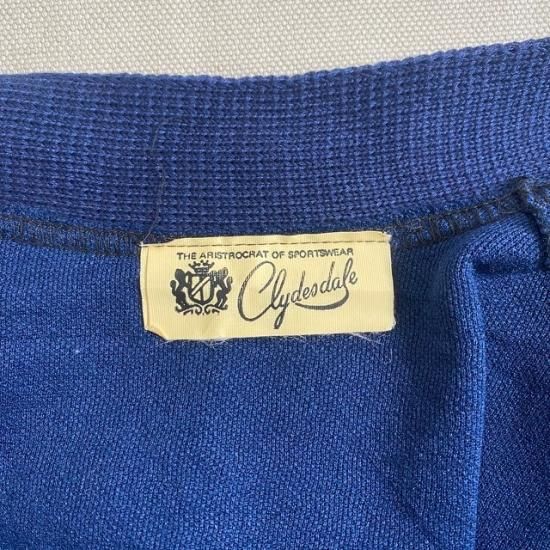 THE ARISTOCRAT OF SPORTSWEAR
Clydesdale